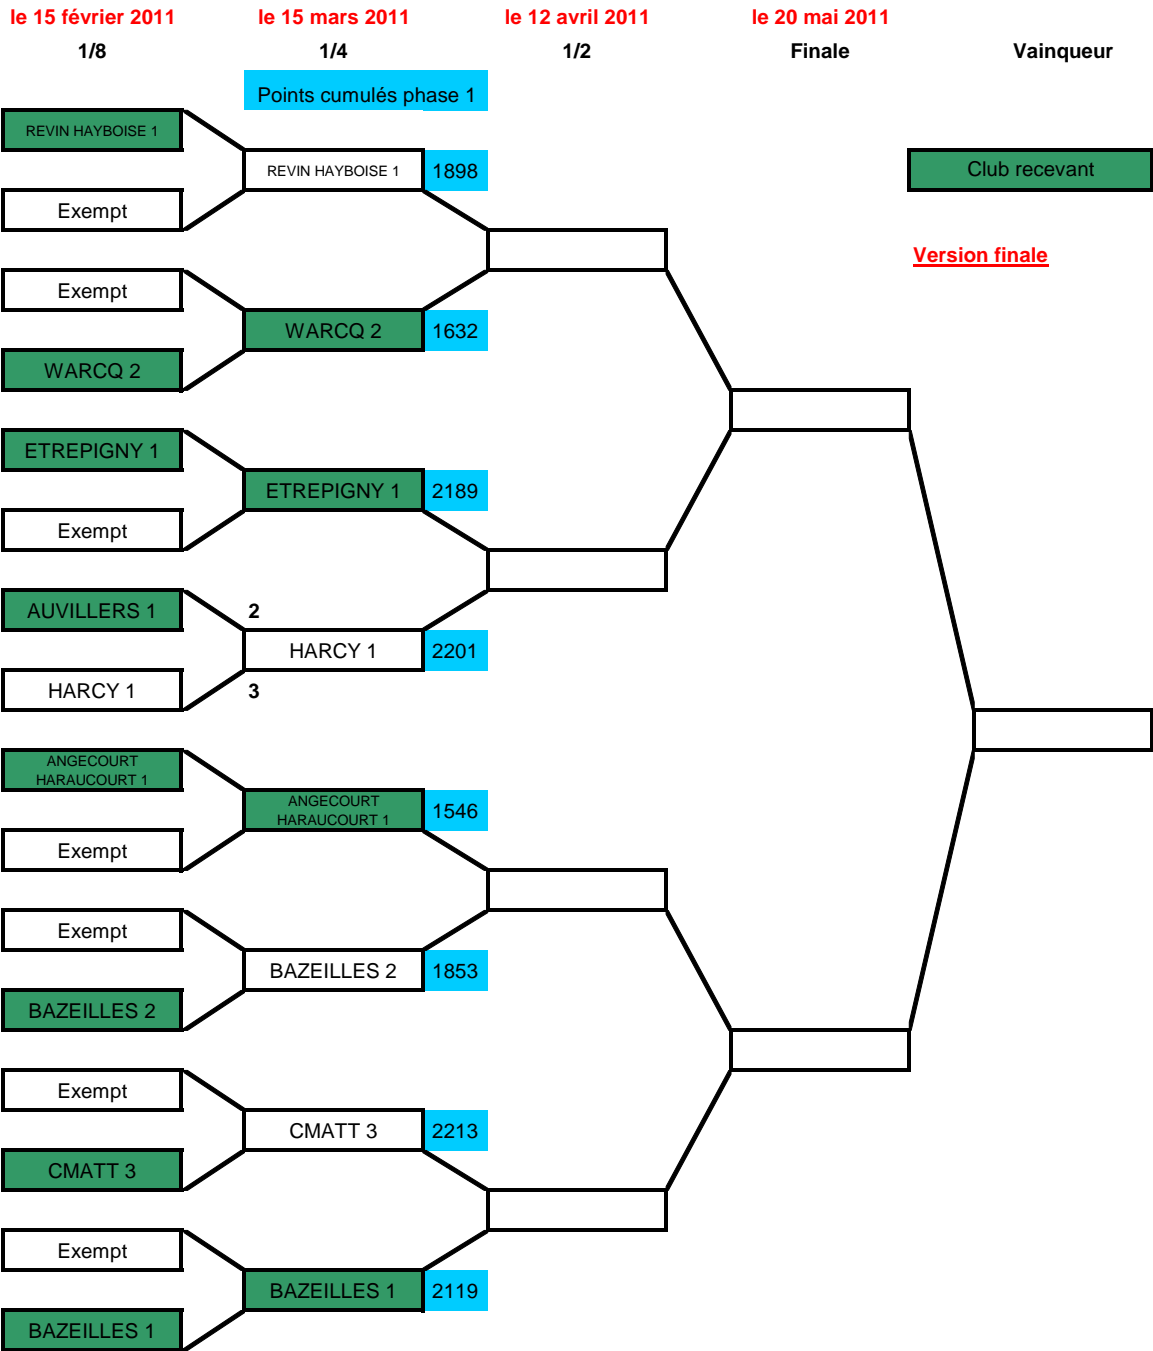 le 15 février 2011
le 15 mars 2011
le 12 avril 2011
le 20 mai 2011
1/8
1/4
1/2
Finale
Vainqueur
Points cumulés phase 1
REVIN HAYBOISE 1
REVIN HAYBOISE 1
1898
Club recevant
Exempt
Version finale
Exempt
WARCQ 2
1632
WARCQ 2
ETREPIGNY 1
ETREPIGNY 1
2189
Exempt
AUVILLERS 1
2
HARCY 1
2201
HARCY 1
3
ANGECOURT
HARAUCOURT 1
ANGECOURT
HARAUCOURT 1
1546
Exempt
Exempt
BAZEILLES 2
1853
BAZEILLES 2
Exempt
CMATT 3
2213
CMATT 3
Exempt
BAZEILLES 1
2119
BAZEILLES 1